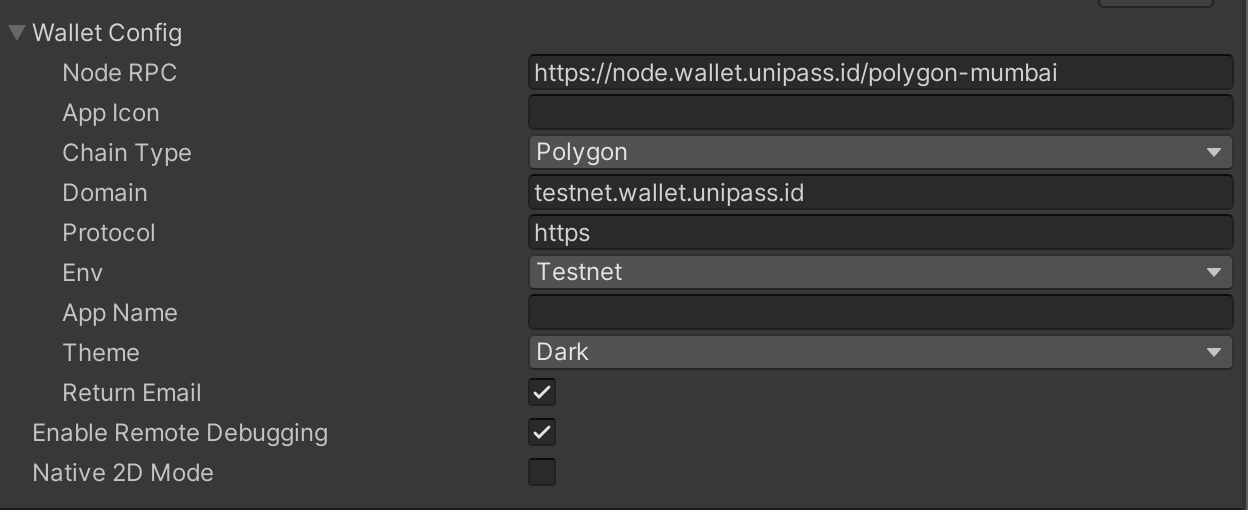 Wallet Config
Node RPC https://node.wallet.unipass.id/polygon-mumbai
App Icon
Chain Type Polygon
Domain testnet.wallet.unipass.id
Protocol https
Env Testnet
App Name
Theme Dark
Return Email
Enable Remote Debugging
Native 2D Mode